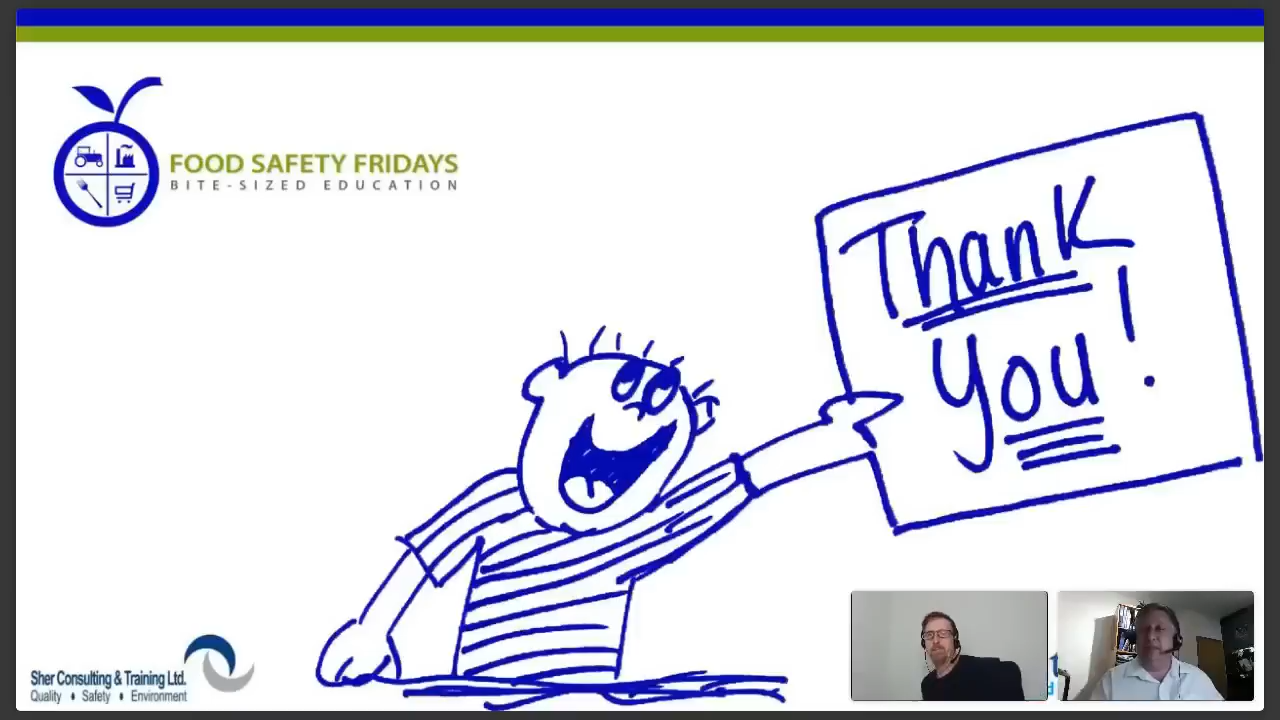 FOOD SAFETY FRIDAYS
BITE-SIZED EDUCATION
Thank
You!
Sher Consulting & Training Ltd.
Quality • Safety • Environment